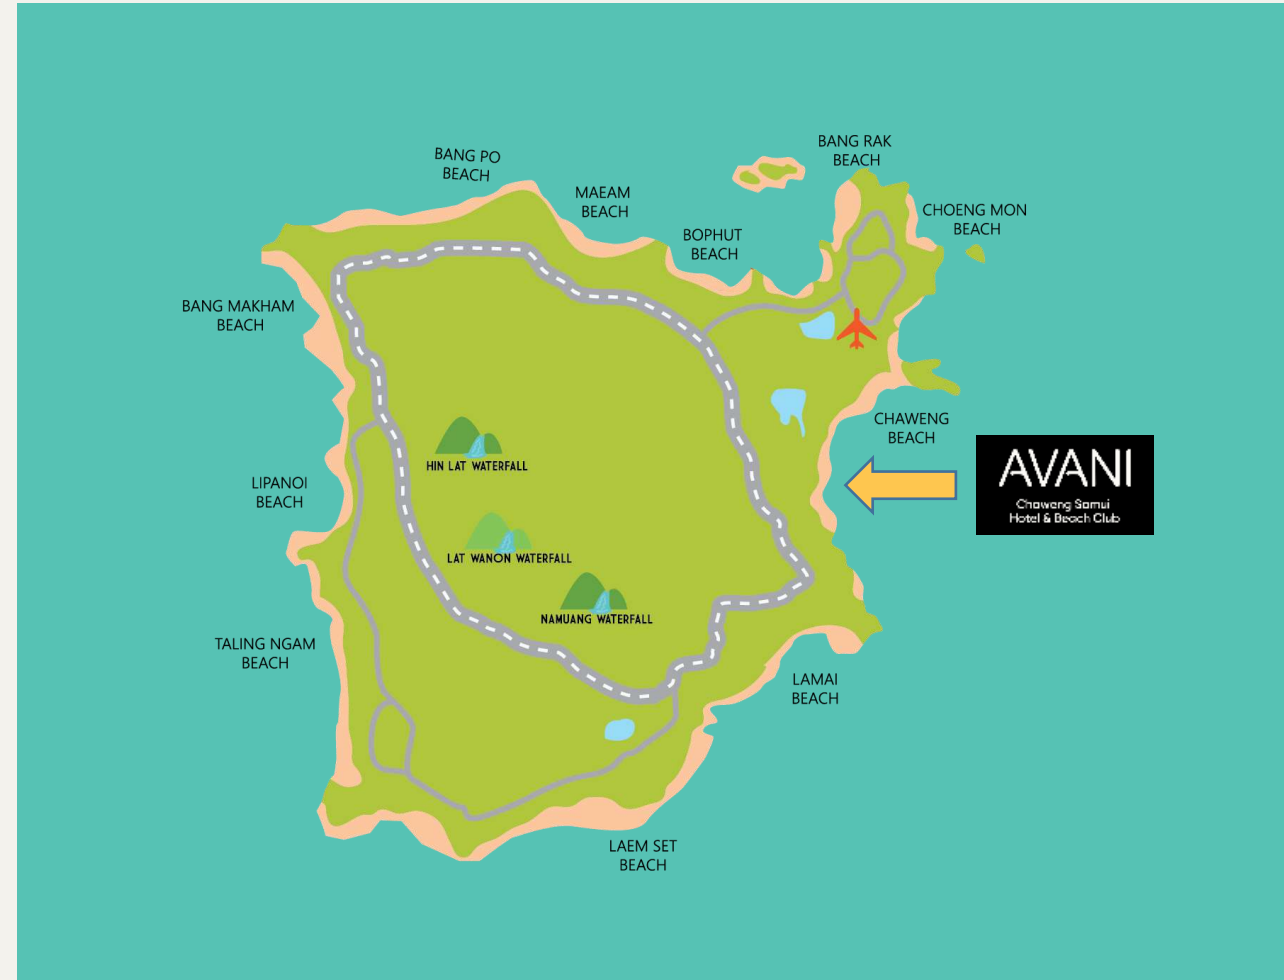 BANG RAK
BEACH
BANG PO
BEACH
MAEAM
BEACH
CHOENG MON
BEACH
BOPHUT
BEACH
BANG MAKHAM
BEACH
CHAWENG
BEACH
AVANI
Chaweng Samui
Hotel & Beach Club
HIN LAT WATERFALL
LIPANOI
BEACH
LAT WANON WATERFALL
NAMUANG WATERFALL
TALING NGAM
BEACH
LAMAI
BEACH
LAEM SET
BEACH